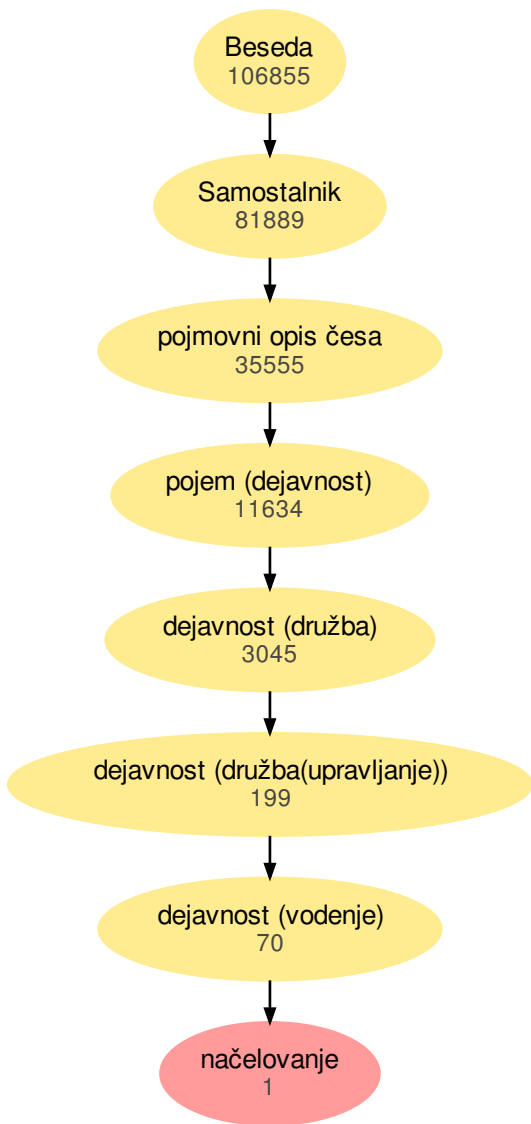 Beseda
106855
Samostalnik
81889
pojmovni opis česa
35555
pojem (dejavnost)
11634
dejavnost (družba)
3045
dejavnost (družba(upravljanje))
199
dejavnost (vodenje)
70
načelovanje
1